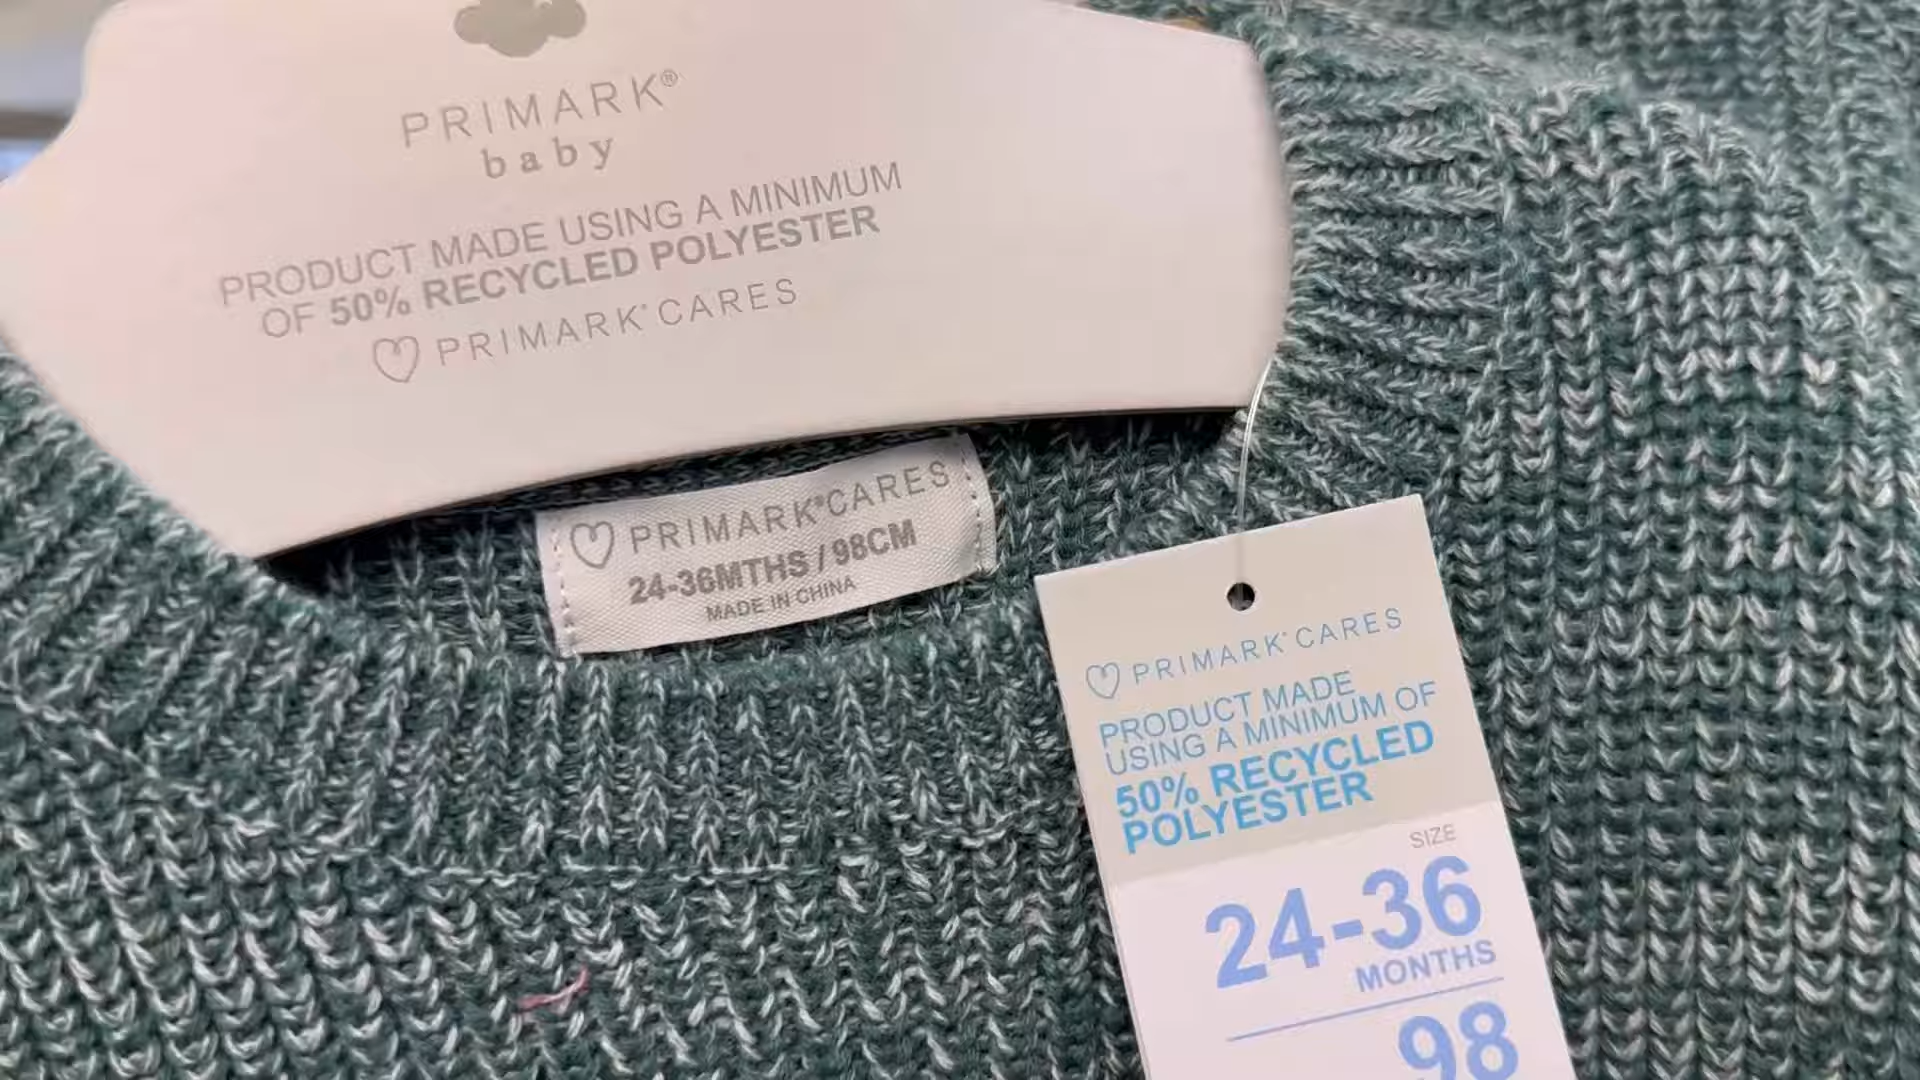 PRIMARK®
baby
PRODUCT MADE USING A MINIMUM
OF 50% RECYCLED POLYESTER
PRIMARK® CARES
PRIMARK® CARES
24-36MTHS / 98CM
MADE IN CHINA
PRIMARK® CARES
PRODUCT MADE
USING A MINIMUM OF
50% RECYCLED
POLYESTER
SIZE
24-36
MONTHS
98